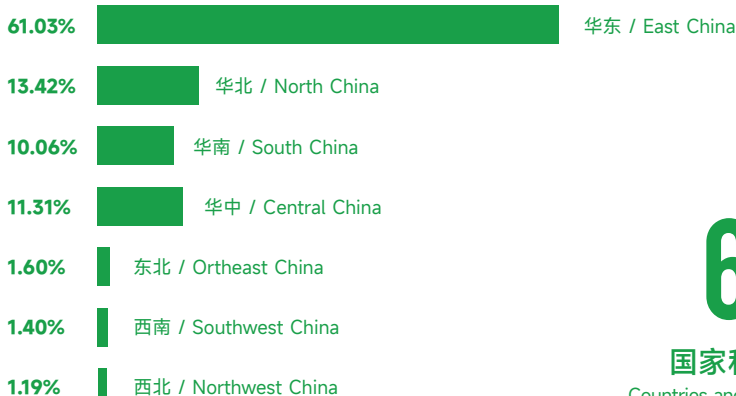 61.03% 华东 / East China
13.42% 华北 / North China
10.06% 华南 / South China
11.31% 华中 / Central China
1.60% 东北 / Ortheast China
1.40% 西南 / Southwest China
1.19% 西北 / Northwest China
6
国家
Countries and